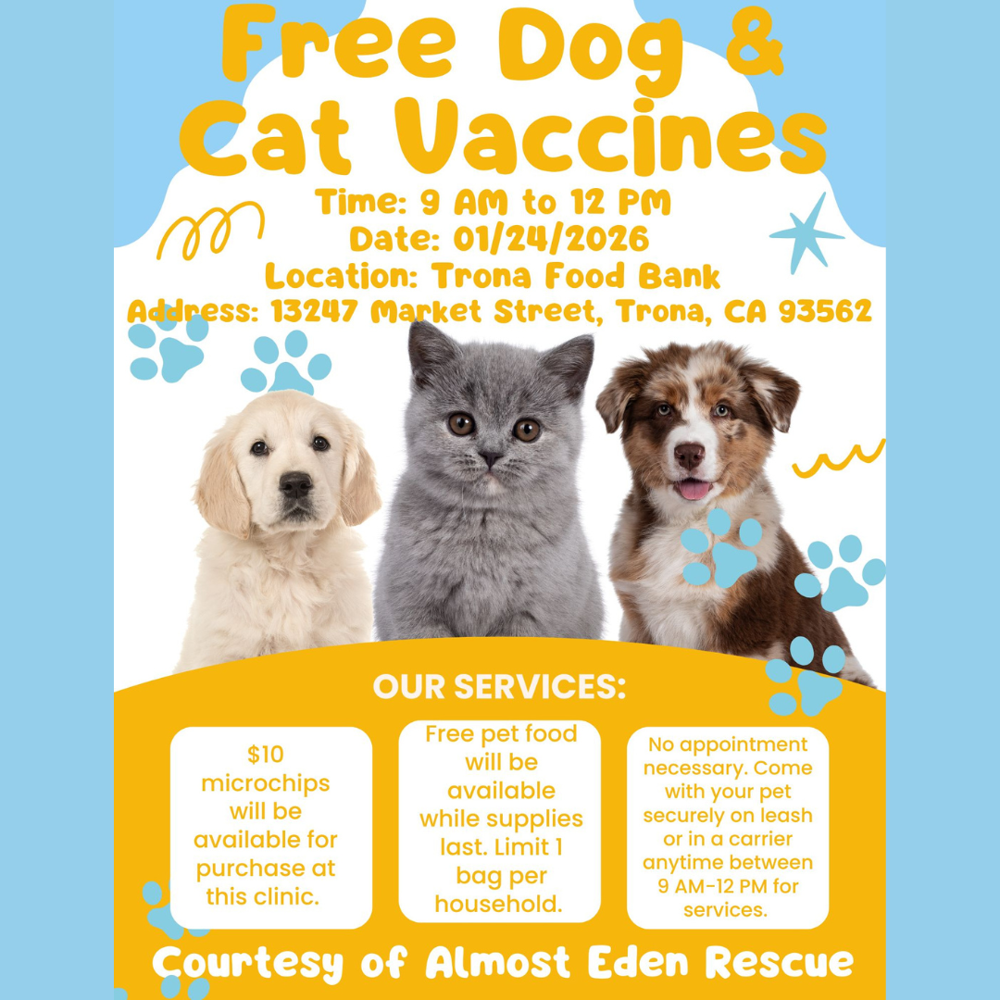 Free Dog &
Cat Vaccines
Time: 9 AM to 12 PM
Date: 01/24/2026
Location: Trona Food Bank
Address: 13247 Market Street, Trona, CA 93562
OUR SERVICES:
$10
microchips
will be
available for
purchase at
this clinic.
Free pet food
will be
available
while supplies
last. Limit 1
bag per
household.
No appointment
necessary. Come
with your pet
securely on leash
or in a carrier
anytime between
9 AM-12 PM for
services.
Courtesy of Almost Eden Rescue